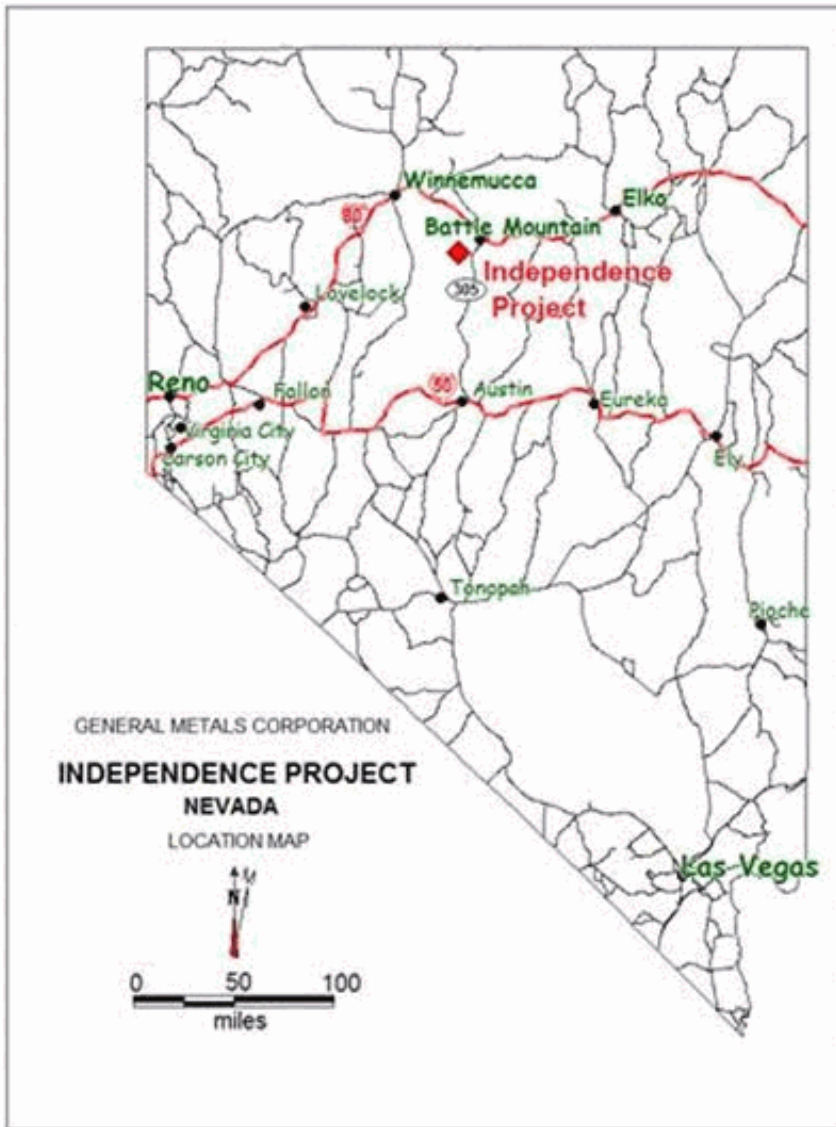 Winnemucca
Elko
80
Battle Mountain
Independence
Project
305
Lovelock
Reno
Fallon
50
Austin
Eureka
Virginia City
Carson City
Ely
Tonopah
Pioche
GENERAL METALS CORPORATION
INDEPENDENCE PROJECT
NEVADA
LOCATION MAP
Las Vegas
N
0 50 100
miles